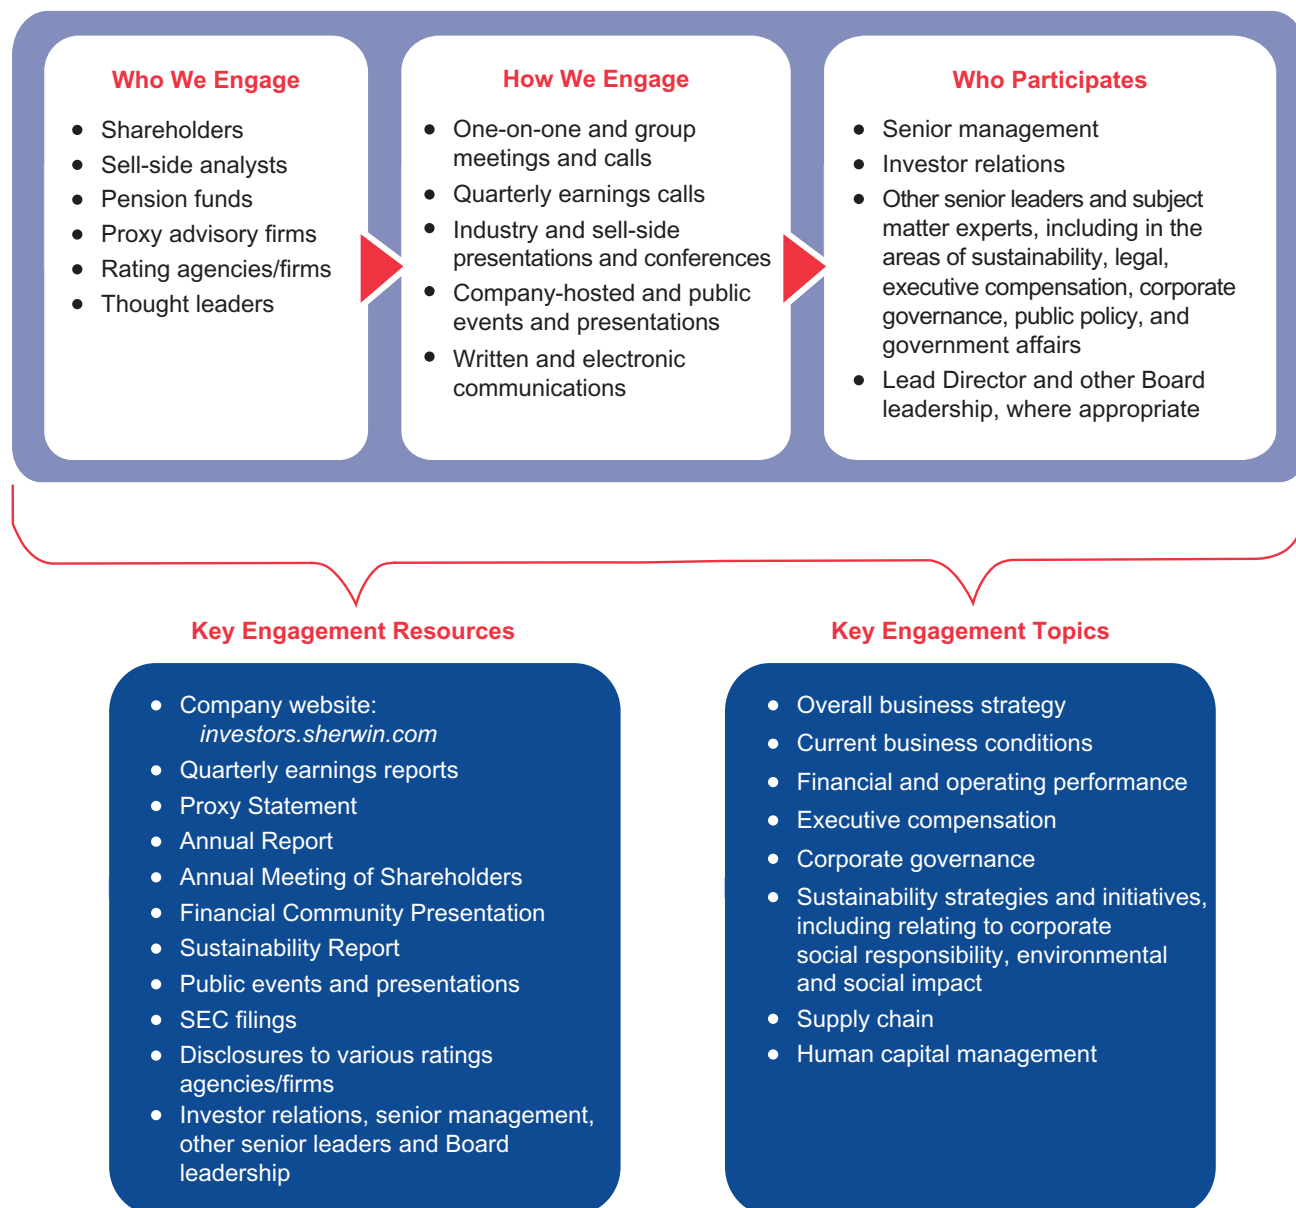 Who We Engage
• Shareholders
• Sell-side analysts
• Pension funds
• Proxy advisory firms
• Rating agencies/firms
• Thought leaders
How We Engage
• One-on-one and group
meetings and calls
• Quarterly earnings calls
• Industry and sell-side
presentations and conferences
• Company-hosted and public
events and presentations
• Written and electronic
communications
Who Participates
• Senior management
• Investor relations
• Other senior leaders and subject
matter experts, including in the
areas of sustainability, legal,
executive compensation, corporate
governance, public policy, and
government affairs
• Lead Director and other Board
leadership, where appropriate
Key Engagement Resources
• Company website:
investors.sherwin.com
• Quarterly earnings reports
• Proxy Statement
• Annual Report
• Annual Meeting of Shareholders
• Financial Community Presentation
• Sustainability Report
• Public events and presentations
• SEC filings
• Disclosures to various ratings
agencies/firms
• Investor relations, senior management,
other senior leaders and Board
leadership
Key Engagement Topics
• Overall business strategy
• Current business conditions
• Financial and operating performance
• Executive compensation
• Corporate governance
• Sustainability strategies and initiatives,
including relating to corporate
social responsibility, environmental
and social impact
• Supply chain
• Human capital management